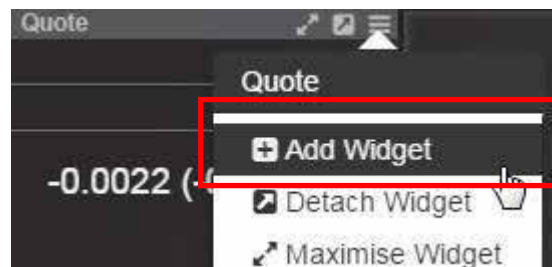 Quote
Quote
Add Widget
-0.0022 (-
Detach Widget
Maximise Widget